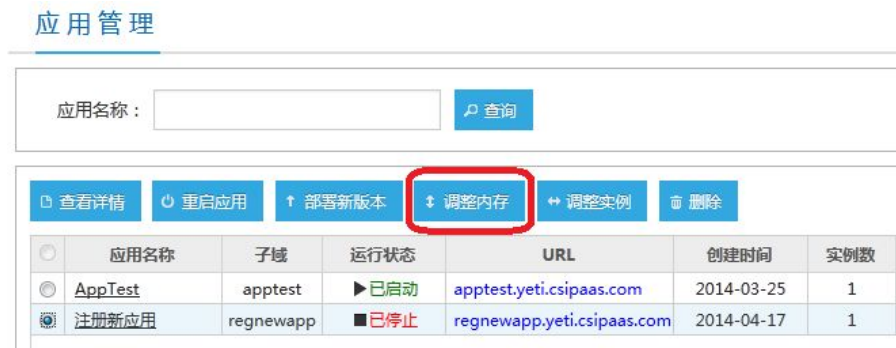 应用管理
应用名称： 查询
查看详情 重启应用 部署新版本 调整内存 调整实例 删除
应用名称 子域 运行状态 URL 创建时间 实例数
AppTest apptest 已启动 apptest.yeti.csipaas.com 2014-03-25 1
注册新应用 regnewapp 已停止 regnewapp.yeti.csipaas.com 2014-04-17 1